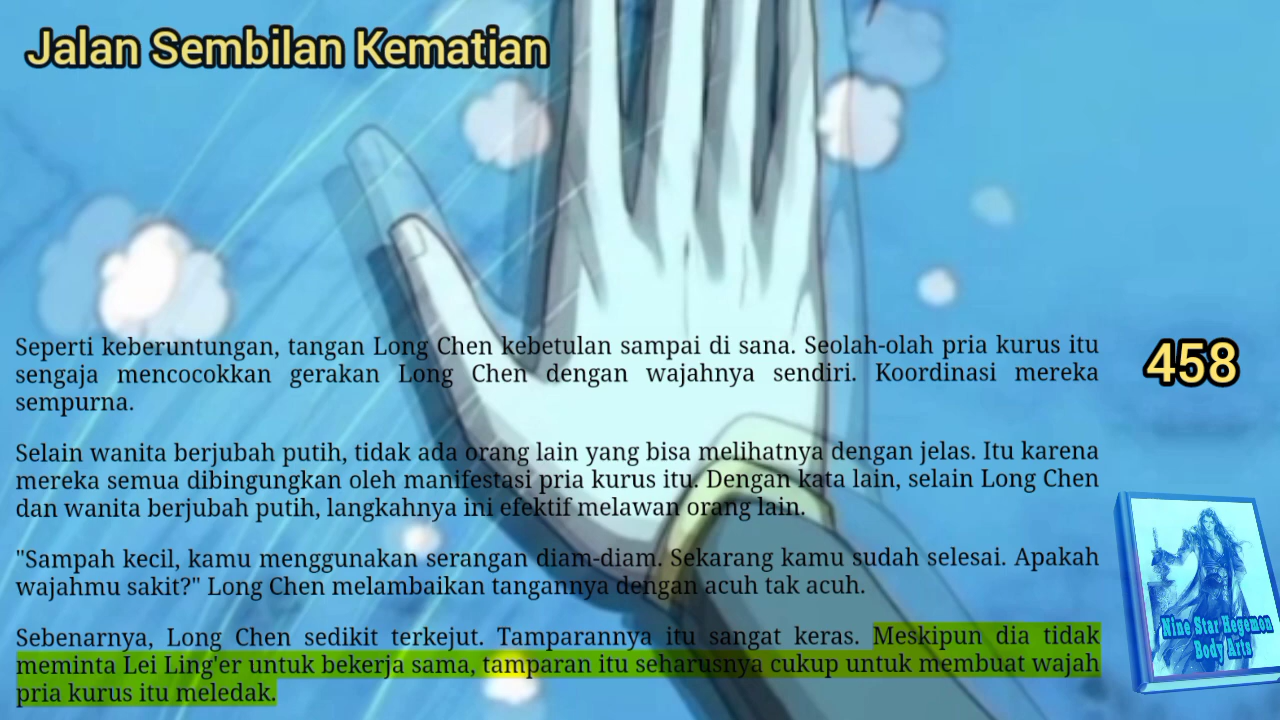 Jalan Sembilan Kematian
Seperti keberuntungan, tangan Long Chen kebetulan sampai di sana. Seolah-olah pria kurus itu
sengaja mencocokkan gerakan Long Chen dengan wajahnya sendiri. Koordinasi mereka
sempurna.
458
Selain wanita berjubah putih, tidak ada orang lain yang bisa melihatnya dengan jelas. Itu karena
mereka semua dibingungkan oleh manifestasi pria kurus itu. Dengan kata lain, selain Long Chen
dan wanita berjubah putih, langkahnya ini efektif melawan orang lain.
"Sampah kecil, kamu menggunakan serangan diam-diam. Sekarang kamu sudah selesai. Apakah
wajahmu sakit?" Long Chen melambaikan tangannya dengan acuh tak acuh.
Sebenarnya, Long Chen sedikit terkejut. Tamparannya itu sangat keras. Meskipun dia tidak
meminta Lei Ling'er untuk bekerja sama, tamparan itu seharusnya cukup untuk membuat wajah
pria kurus itu meledak.
Nine Star Hegemon
Body Arts